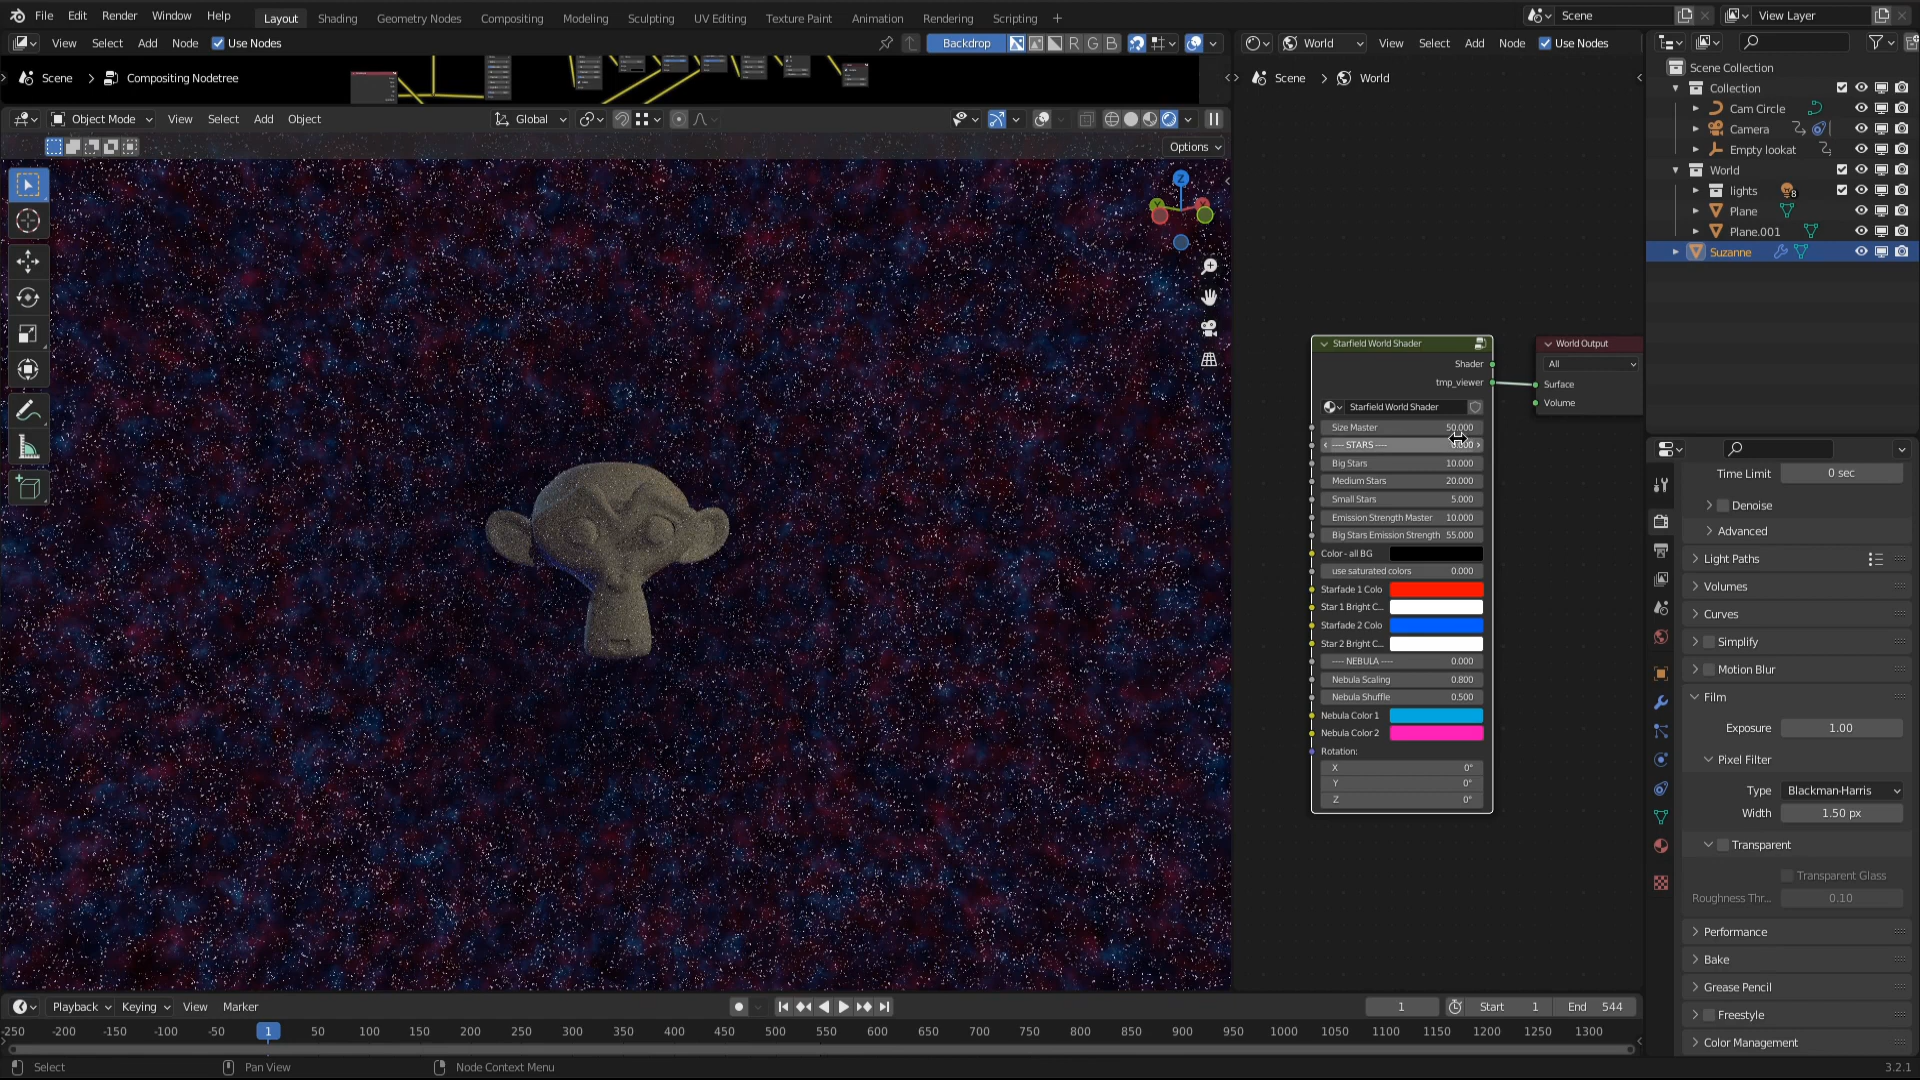 File Edit Render Window Help Layout Shading Geometry Nodes Compositing Modeling Sculpting UV Editing Texture Paint Animation Rendering Scripting + Scene View Layer
View Select Add Node Use Nodes Backdrop R G B World View Select Add Node Use Nodes
Scene > Compositing Nodetree
Scene > World
Object Mode View Select Add Object Global
Options
Z
Y
Scene Collection
Collection
Cam Circle
Camera
Empty lookat
World
lights 8
Plane
Plane.001
Suzanne
Starfield World Shader
Shader
tmp_viewer
Starfield World Shader
Size Master 50.000
---- STARS ----
Big Stars 10.000
Medium Stars 20.000
Small Stars 5.000
Emission Strength Master 10.000
Big Stars Emission Strength 55.000
Color - all BG
use saturated colors 0.000
Starfade 1 Colo
Star 1 Bright C...
Starfade 2 Colo
Star 2 Bright C...
---- NEBULA ---- 0.000
Nebula Scaling 0.800
Nebula Shuffle 0.500
Nebula Color 1
Nebula Color 2
Rotation:
X 0°
Y 0°
Z 0°
World Output
All
Surface
Volume
Time Limit 0 sec
Denoise
Advanced
Light Paths
Volumes
Curves
Simplify
Motion Blur
Film
Exposure 1.00
Pixel Filter
Type Blackman-Harris
Width 1.50 px
Transparent
Transparent Glass
Roughness Thr... 0.10
Performance
Bake
Grease Pencil
Freestyle
Color Management
Playback Keying View Marker 1 Start 1 End 544
-250 -200 -150 -100 -50 1 50 100 150 200 250 300 350 400 450 500 550 600 650 700 750 800 850 900 950 1000 1050 1100 1150 1200 1250 1300
Select Pan View Node Context Menu 3.2.1